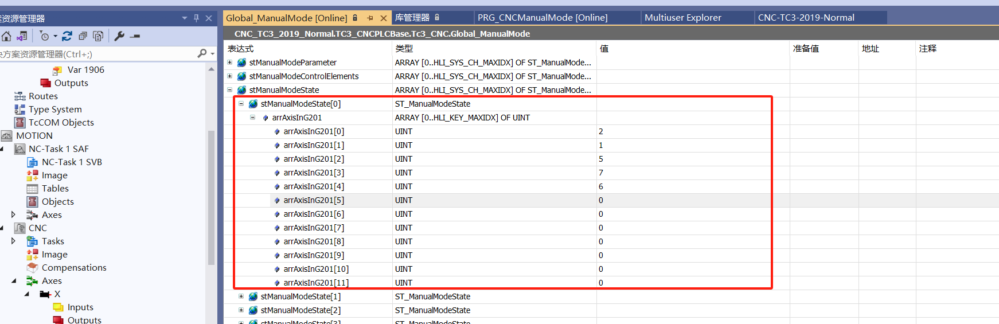 资源管理器
方案资源管理器(Ctrl+;)
Var 1906
Outputs
Routes
Type System
TcCOM Objects
MOTION
NC-Task 1 SAF
NC-Task 1 SVB
Image
Tables
Objects
Axes
CNC
Tasks
Image
Compensations
Axes
X
Inputs
Outputs
Global_ManualMode [Online] 库管理器 PRG_CNCManualMode [Online] Multiuser Explorer CNC-TC3-2019-Normal
CNC_TC3_2019_Normal.TC3_CNCPLCBase.Tc3_CNC.Global_ManualMode
表达式 类型 值 准备值 地址 注释
stManualModeParameter ARRAY [0..HLI_SYS_CH_MAXIDX] OF ST_ManualMode...
stManualModeControlElements ARRAY [0..HLI_SYS_CH_MAXIDX] OF ST_ManualMode...
stManualModeState ARRAY [0..HLI_SYS_CH_MAXIDX] OF ST_ManualMode...
stManualModeState[0] ST_ManualModeState
arrAxisInG201 ARRAY [0..HLI_KEY_MAXIDX] OF UINT
arrAxisInG201[0] UINT 2
arrAxisInG201[1] UINT 1
arrAxisInG201[2] UINT 5
arrAxisInG201[3] UINT 7
arrAxisInG201[4] UINT 6
arrAxisInG201[5] UINT 0
arrAxisInG201[6] UINT 0
arrAxisInG201[7] UINT 0
arrAxisInG201[8] UINT 0
arrAxisInG201[9] UINT 0
arrAxisInG201[10] UINT 0
arrAxisInG201[11] UINT 0
stManualModeState[1] ST_ManualModeState
stManualModeState[2] ST_ManualModeState
stManualModeState[3] ST_ManualModeState